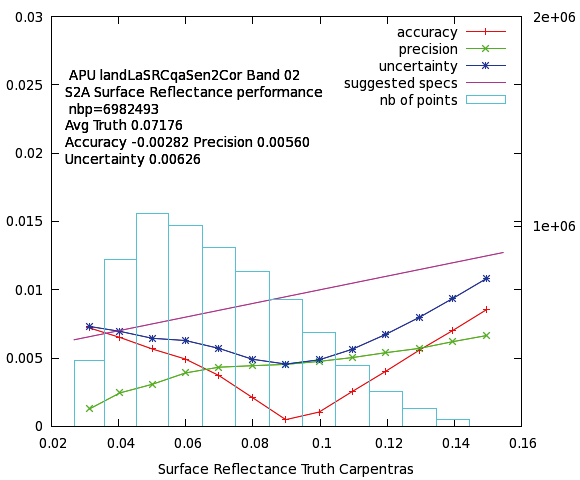 0.03
0.025
0.02
0.015
0.01
0.005
0
2e+06
1e+06
accuracy
precision
uncertainty
suggested specs
nb of points
APU landLaSRCqaSen2Cor Band 02
S2A Surface Reflectance performance
nbp=6982493
Avg Truth 0.07176
Accuracy -0.00282 Precision 0.00560
Uncertainty 0.00626
0.02 0.04 0.06 0.08 0.1 0.12 0.14 0.16
Surface Reflectance Truth Carpentras